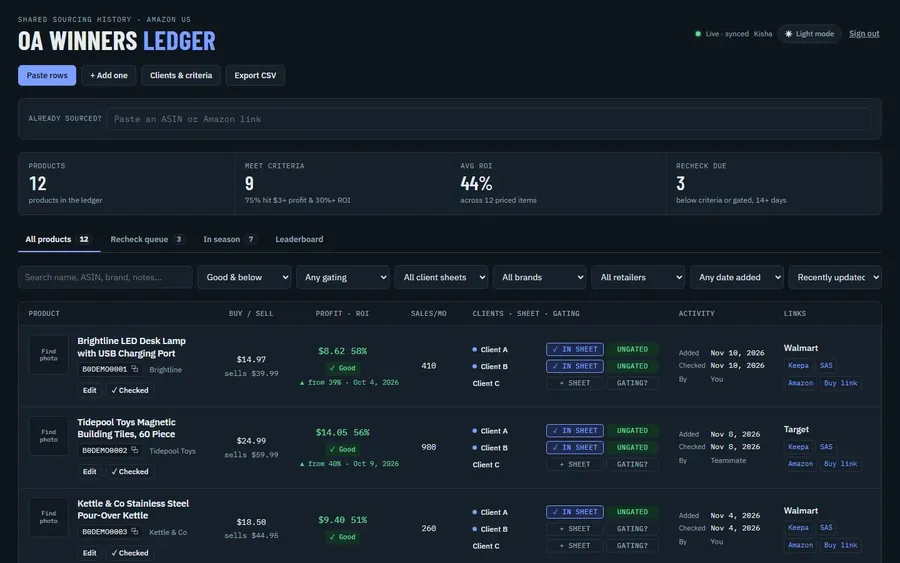 SHARED SOURCING HISTORY · AMAZON US
OA WINNERS LEDGER
Live · synced Kisha Light mode Sign out
Paste rows + Add one Clients & criteria Export CSV
ALREADY SOURCED? Paste an ASIN or Amazon link
PRODUCTS MEET CRITERIA AVG ROI RECHECK DUE
12 9 44% 3
products in the ledger 75% hit $3+ profit & 30%+ ROI across 12 priced items below criteria or gated, 14+ days
All products 12 Recheck queue 3 In season 7 Leaderboard
Search name, ASIN, brand, notes... Good & below Any gating All client sheets All brands All retailers Any date added Recently updated
PRODUCT BUY / SELL PROFIT · ROI SALES/MO CLIENTS · SHEET · GATING ACTIVITY LINKS
Find photo
Brightline LED Desk Lamp
with USB Charging Port
B0DEMO0001 Brightline
Edit ✓ Checked
$14.97
sells $39.99
$8.62 58%
✓ Good
▲ from 39% · Oct 4, 2026
410
Client A ✓ IN SHEET UNGATED
Client B ✓ IN SHEET UNGATED
Client C + SHEET GATING?
Added Nov 10, 2026
Checked Nov 10, 2026
By You
Walmart
Keepa SAS
Amazon Buy link
Find photo
Tidepool Toys Magnetic
Building Tiles, 60 Piece
B0DEMO0002 Tidepool Toys
Edit ✓ Checked
$24.99
sells $59.99
$14.05 56%
✓ Good
▲ from 40% · Oct 9, 2026
980
Client A ✓ IN SHEET UNGATED
Client B ✓ IN SHEET UNGATED
Client C + SHEET GATING?
Added Nov 8, 2026
Checked Nov 8, 2026
By Teammate
Target
Keepa SAS
Amazon Buy link
Find photo
Kettle & Co Stainless Steel
Pour-Over Kettle
B0DEMO0003 Kettle & Co
Edit ✓ Checked
$18.50
sells $44.95
$9.40 51%
✓ Good
260
Client A ✓ IN SHEET UNGATED
Client B + SHEET GATING?
Client C + SHEET GATING?
Added Nov 4, 2026
Checked Nov 4, 2026
By You
Walmart
Keepa SAS
Amazon Buy link